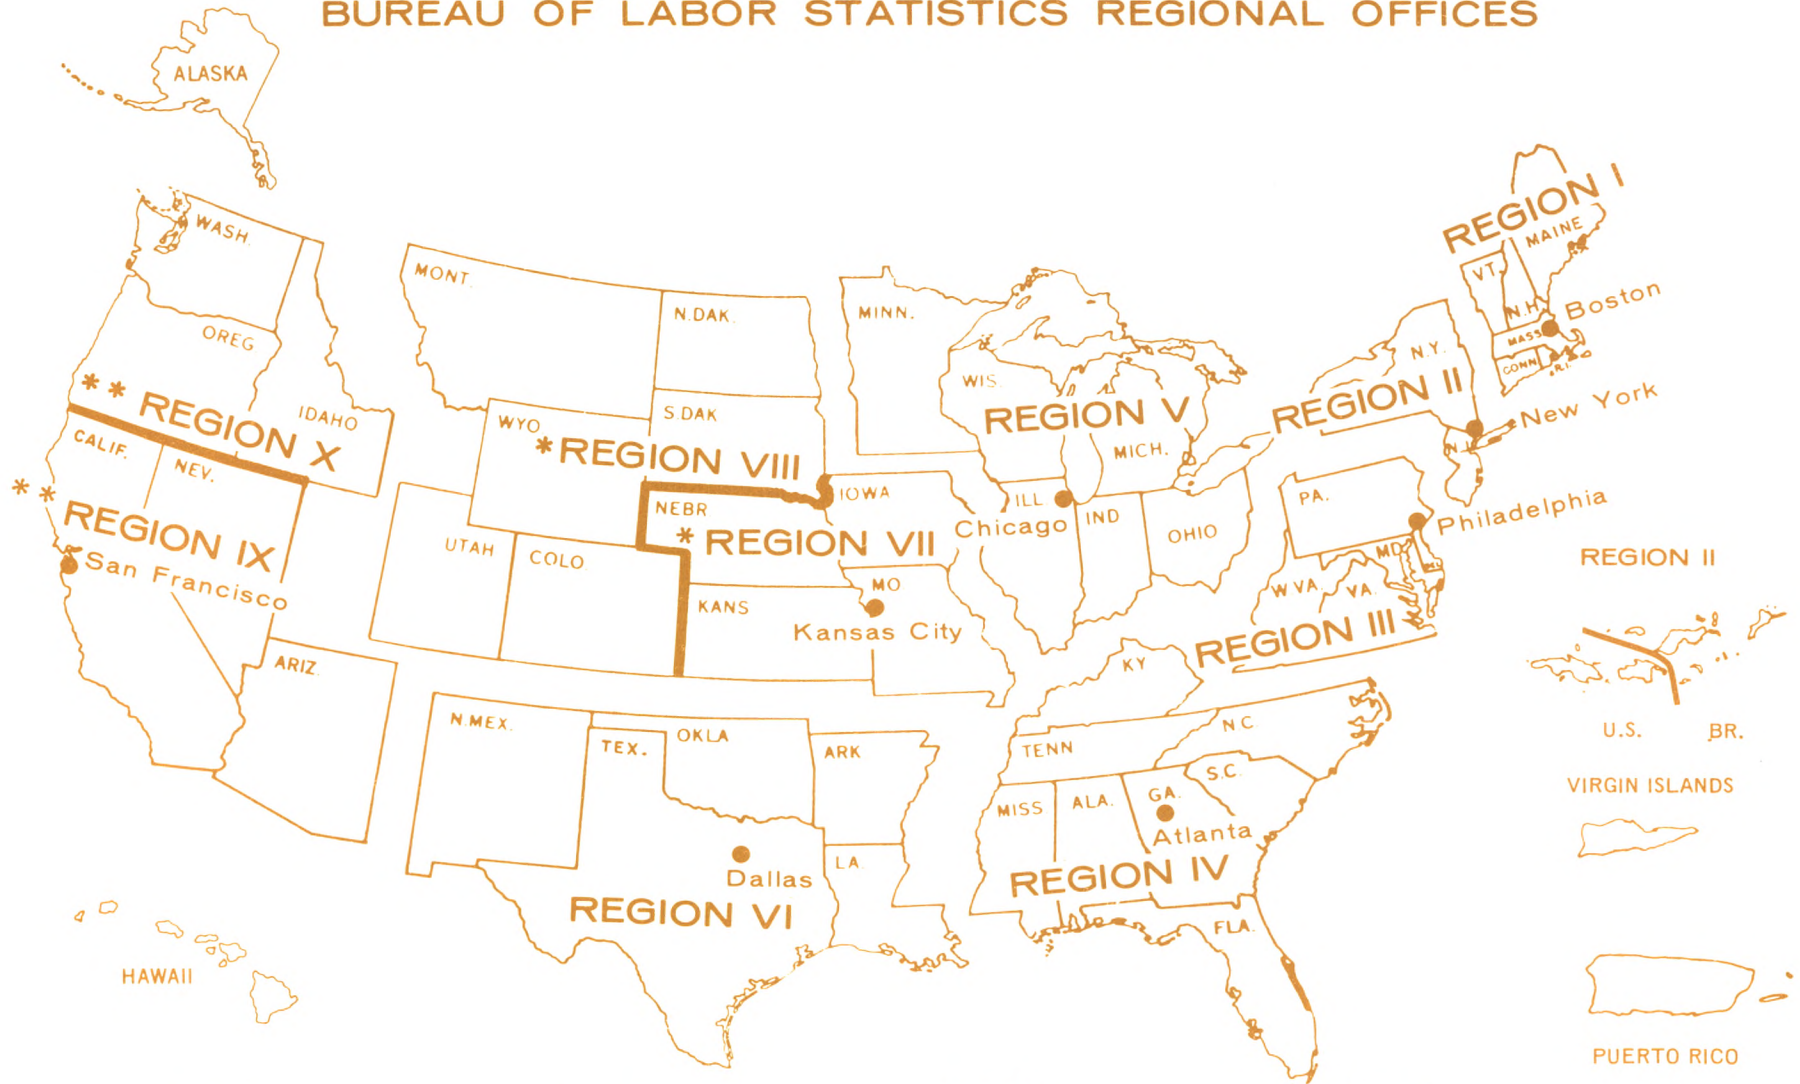 BUREAU OF LABOR STATISTICS REGIONAL OFFICES
ALASKA
WASH.
OREG
** REGION X
IDAHO
CALIF.
NEV.
**
REGION IX
San Francisco
ARIZ.
HAWAII
MONT.
N.DAK.
S.DAK
WYO
* REGION VIII
UTAH
COLO
NEBR
* REGION VII
IOWA
KANS
MO
Kansas City
N.MEX.
TEX.
OKLA
ARK
LA.
Dallas
REGION VI
MINN.
WIS.
REGION V
MICH.
ILL
Chicago
IND
OHIO
KY
TENN
N C
S.C.
MISS
ALA.
GA.
Atlanta
REGION IV
FLA.
REGION I
MAINE
VT.
N.H.
Boston
MASS
CONN
R.I.
N.Y.
REGION II
New York
N.J.
PA.
Philadelphia
MD
DEL
W VA.
VA.
REGION III
REGION II
U.S. BR.
VIRGIN ISLANDS
PUERTO RICO